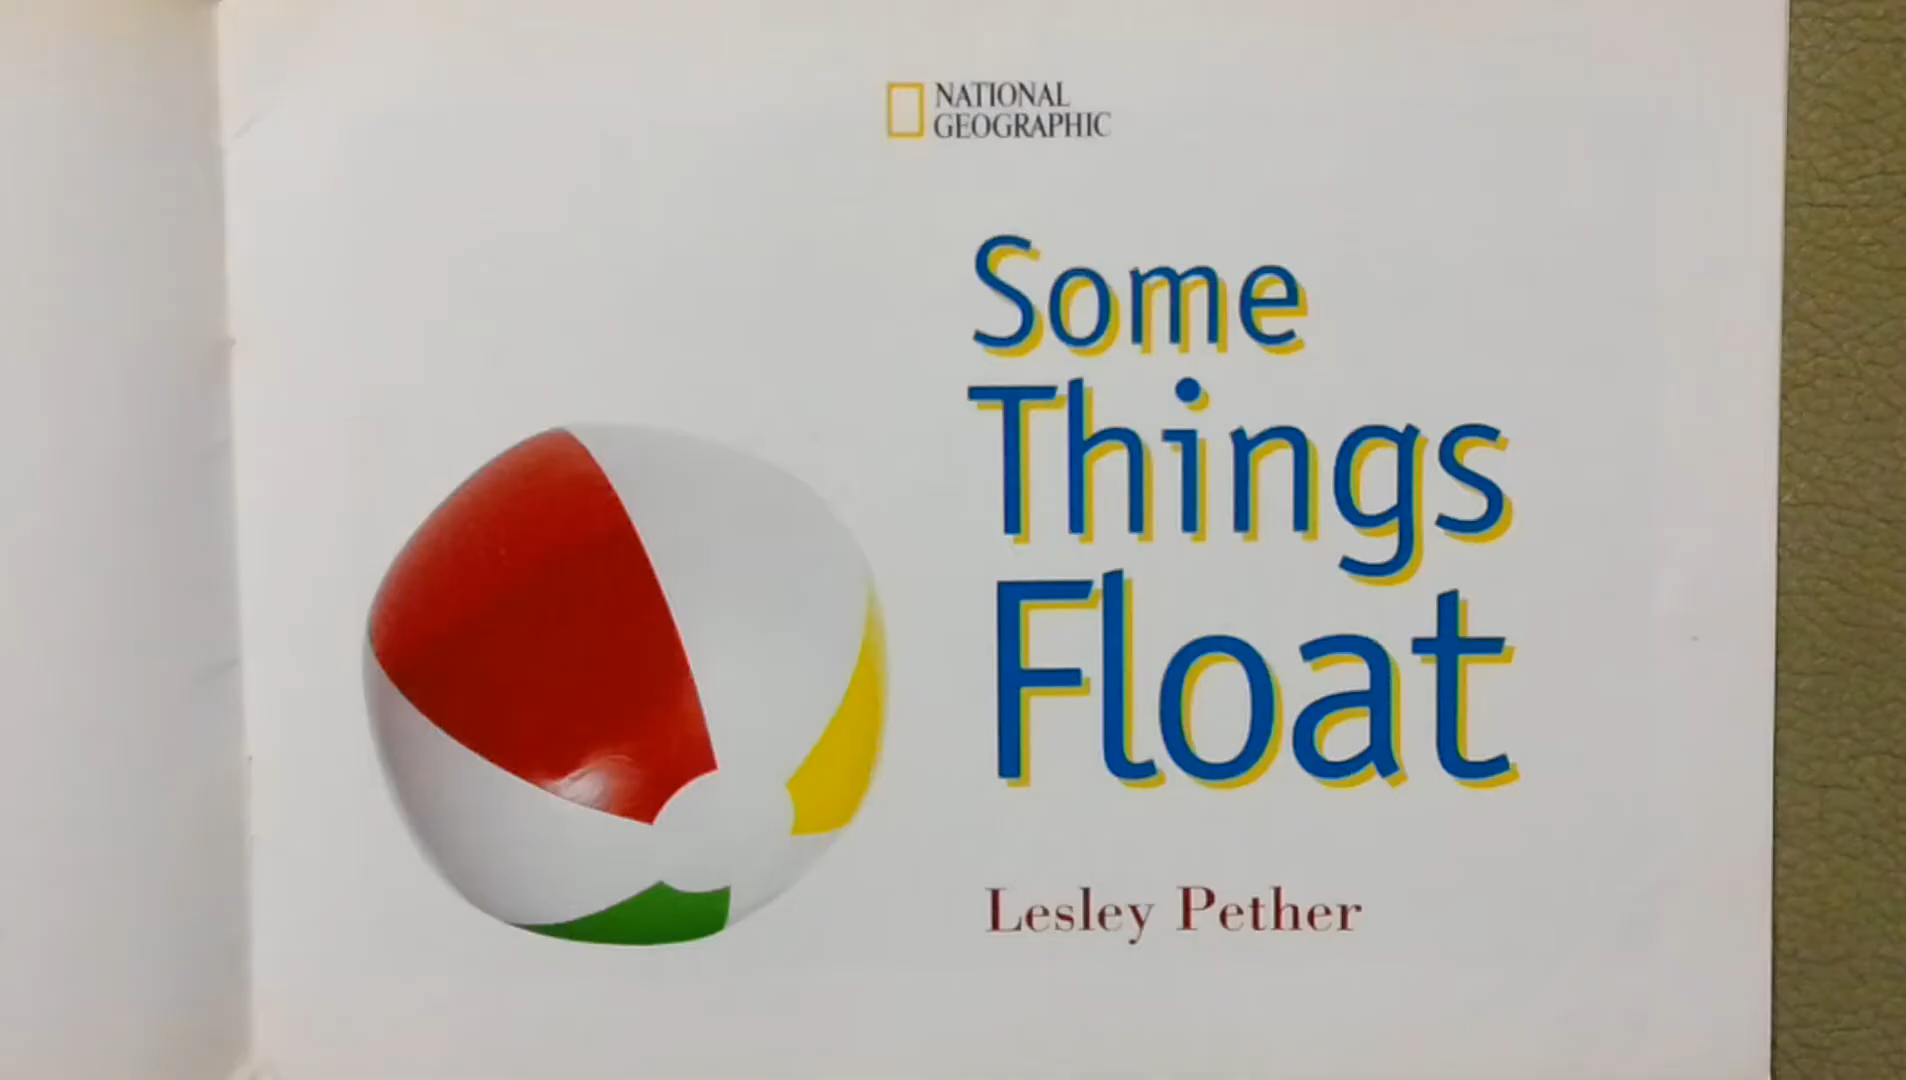 NATIONAL
GEOGRAPHIC
Some
Things
Float
Lesley Pether